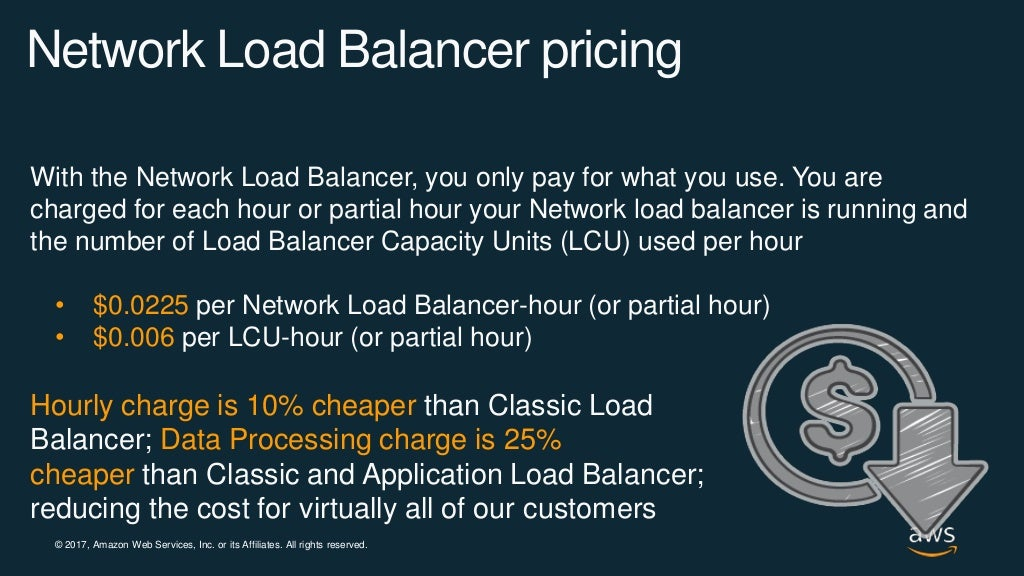 Network Load Balancer pricing
With the Network Load Balancer, you only pay for what you use. You are
charged for each hour or partial hour your Network load balancer is running and
the number of Load Balancer Capacity Units (LCU) used per hour
• $0.0225 per Network Load Balancer-hour (or partial hour)
• $0.006 per LCU-hour (or partial hour)
Hourly charge is 10% cheaper than Classic Load
Balancer; Data Processing charge is 25%
cheaper than Classic and Application Load Balancer;
reducing the cost for virtually all of our customers
$
© 2017, Amazon Web Services, Inc. or its Affiliates. All rights reserved.
aws